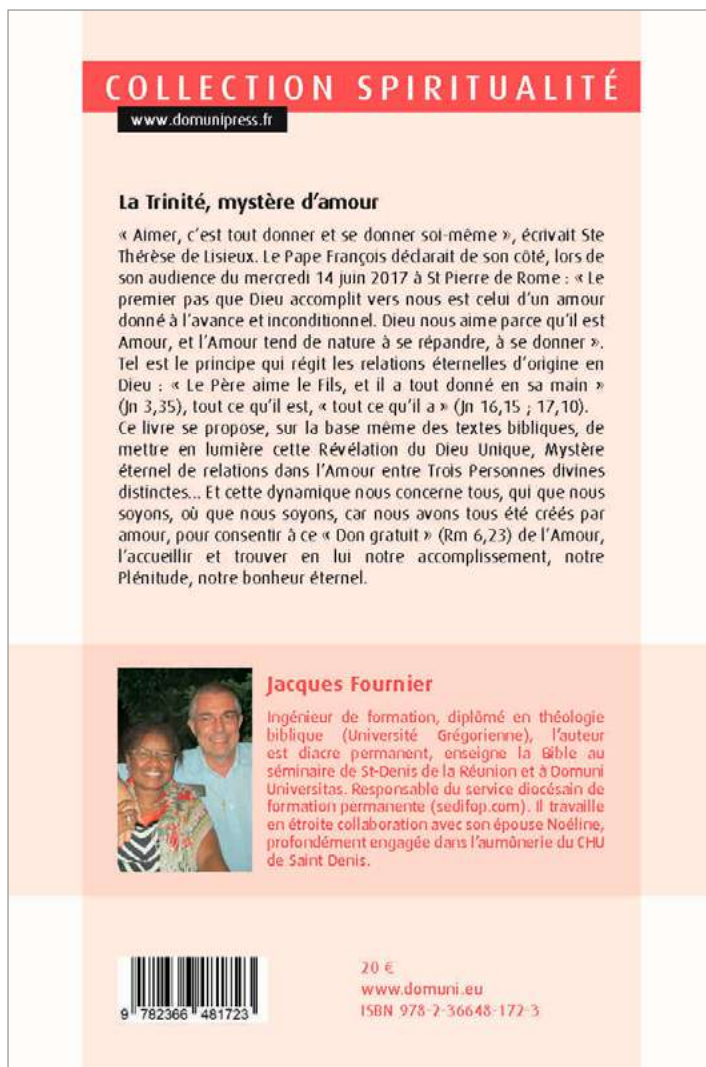 COLLECTION SPIRITUALITÉ
www.domunipress.fr
La Trinité, mystère d'amour
« Aimer, c'est tout donner et se donner soi-même », écrivait Ste
Thérèse de Lisieux. Le Pape François déclarait de son côté, lors de
son audience du mercredi 14 juin 2017 à St Pierre de Rome : « Le
premier pas que Dieu accomplit vers nous est celui d'un amour
donné à l'avance et inconditionnel. Dieu nous aime parce qu'il est
Amour, et l'Amour tend de nature à se répandre, à se donner ».
Tel est le principe qui régit les relations éternelles d'origine en
Dieu : « Le Père aime le Fils, et il a tout donné en sa main »
(Jn 3,35), tout ce qu'il est, « tout ce qu'il a » (Jn 16,15 ; 17,10).
Ce livre se propose, sur la base même des textes bibliques, de
mettre en lumière cette Révélation du Dieu Unique, Mystère
éternel de relations dans l'Amour entre Trois Personnes divines
distinctes... Et cette dynamique nous concerne tous, qui que nous
soyons, où que nous soyons, car nous avons tous été créés par
amour, pour consentir à ce « Don gratuit » (Rm 6,23) de l'Amour,
l'accueillir et trouver en lui notre accomplissement, notre
Plénitude, notre bonheur éternel.
Jacques Fournier
Ingénieur de formation, diplômé en théologie
biblique (Université Grégorienne), l'auteur
est diacre permanent, enseigne la Bible au
séminaire de St-Denis de la Réunion et à Domuni
Universitas. Responsable du service diocésain de
formation permanente (sedifop.com). Il travaille
en étroite collaboration avec son épouse Noéline,
profondément engagée dans l'aumônerie du CHU
de Saint Denis.
20 €
www.domuni.eu
ISBN 978-2-36648-172-3
9 782366 481723